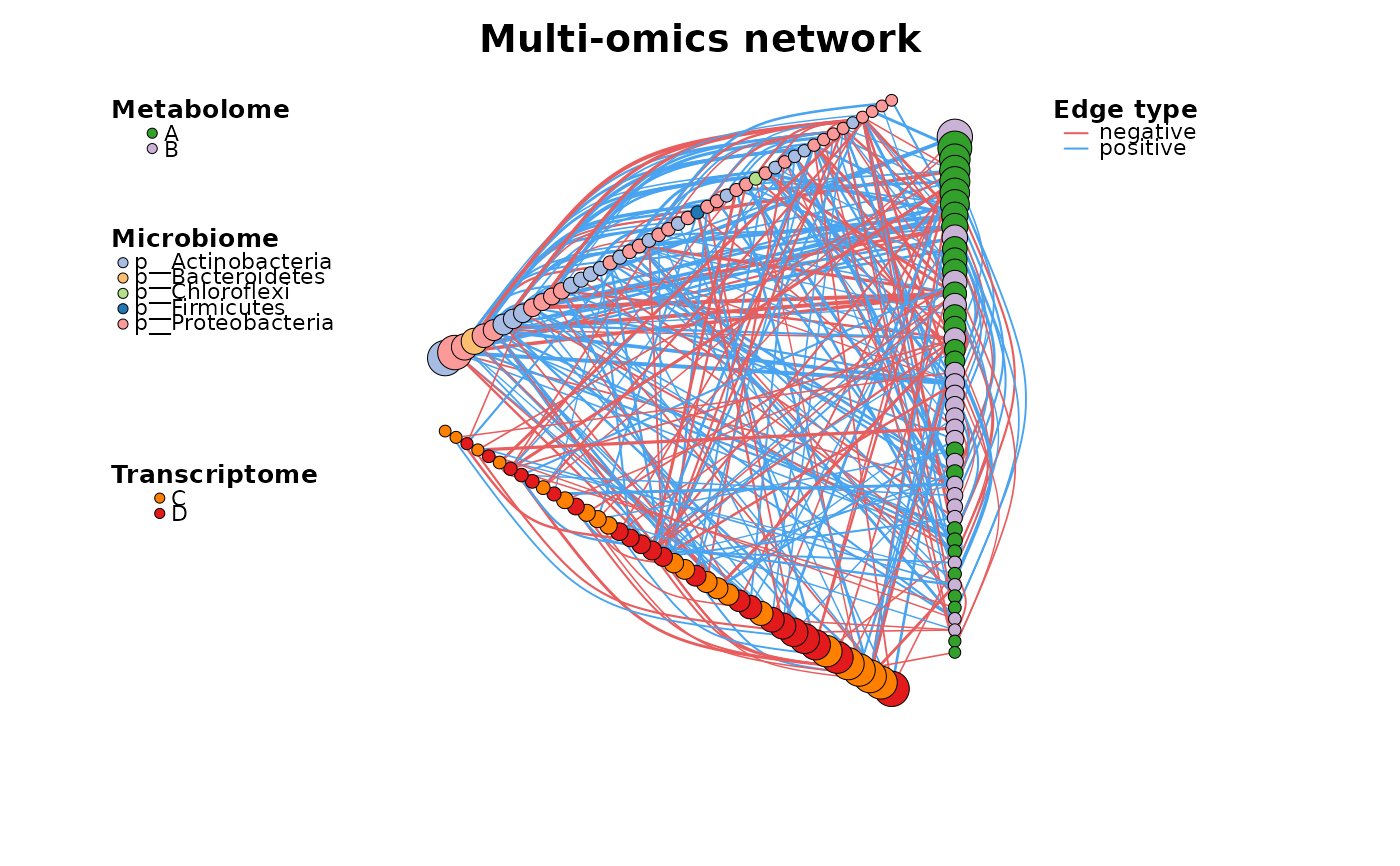 Multi-omics network
Metabolome
A
B
Microbiome
p__Actinobacteria
p__Bacteroidetes
p__Chloroflexi
p__Firmicutes
p__Proteobacteria
Transcriptome
C
D
Edge type
negative
positive